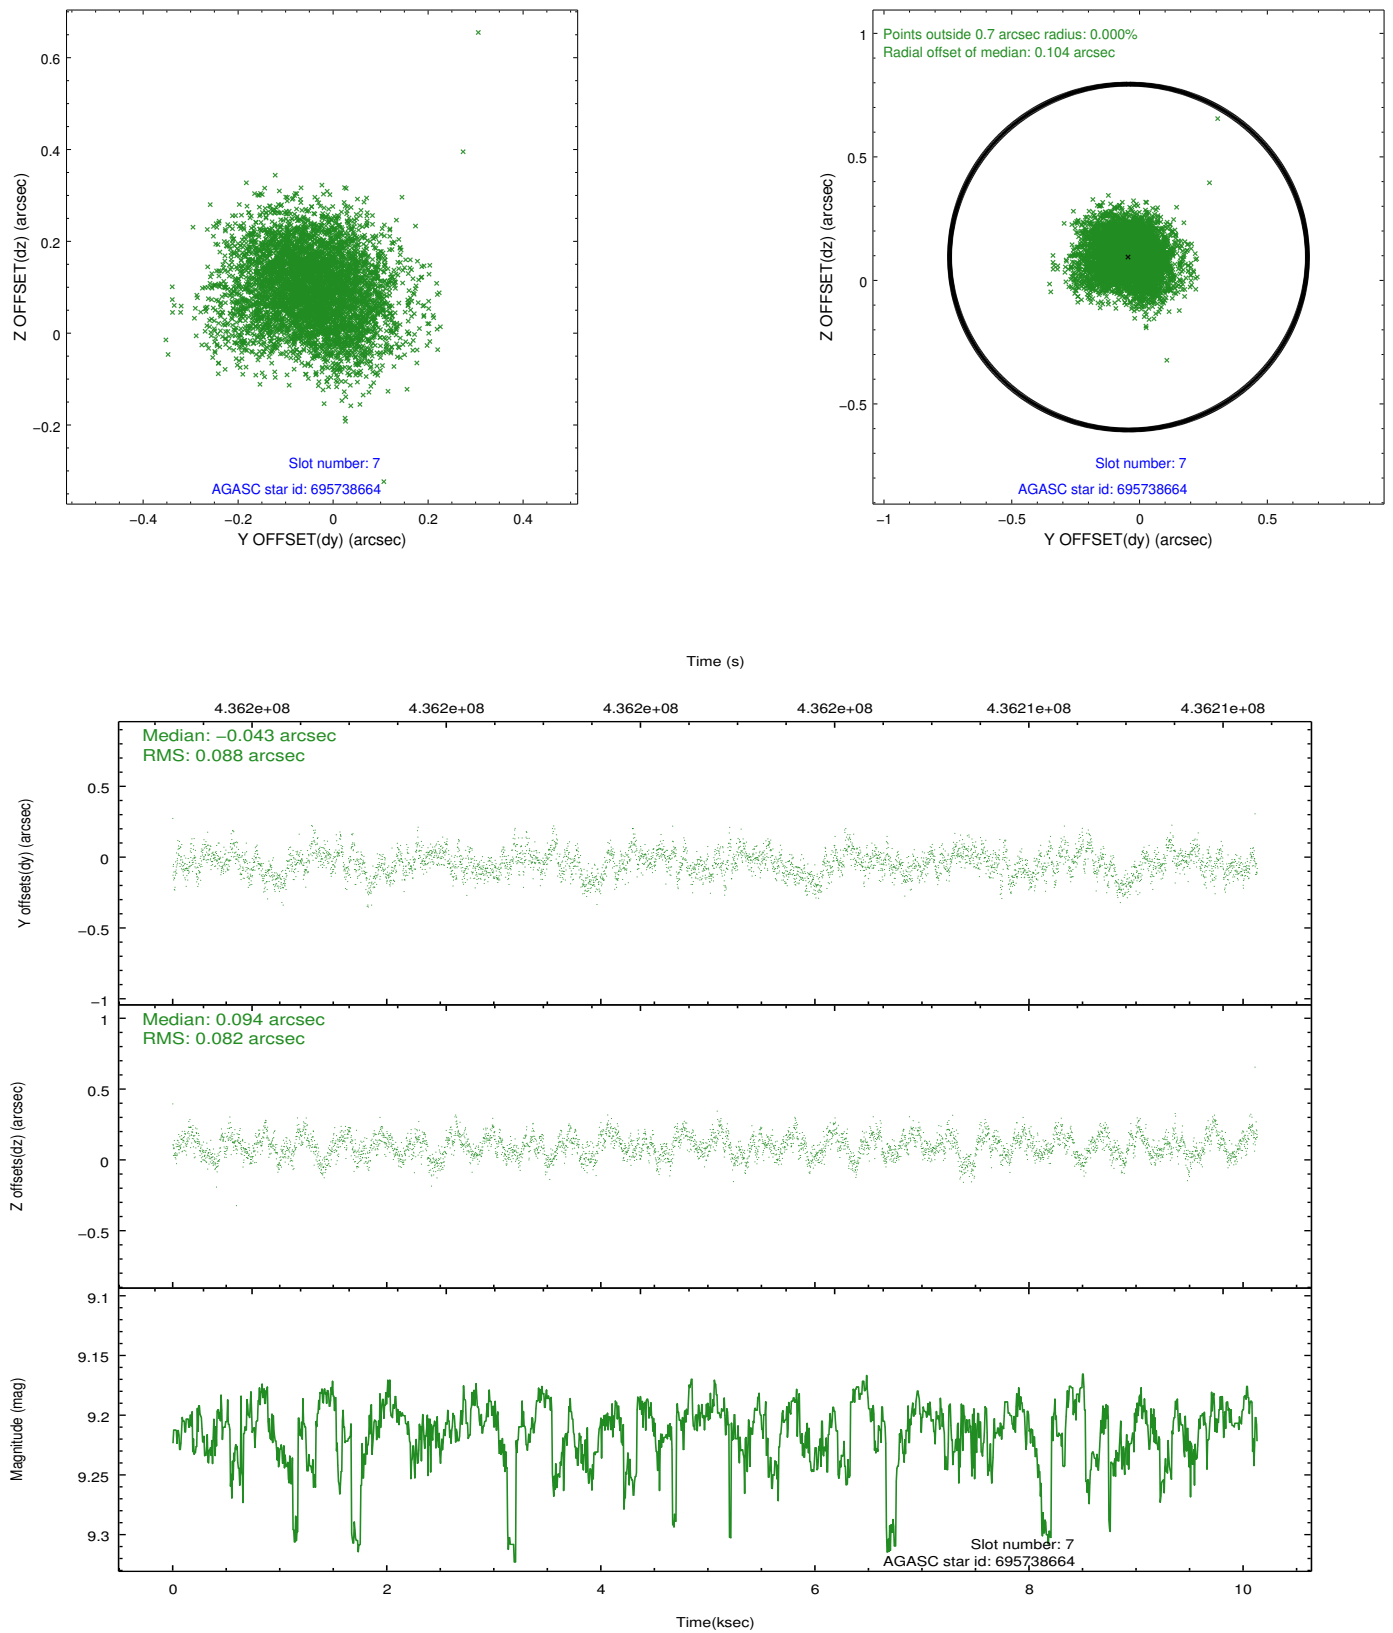 0.6
0.4
0.2
0
−0.2
Z OFFSET(dz) (arcsec)
Slot number: 7
AGASC star id: 695738664
−0.4
−0.2
0
0.2
0.4
Y OFFSET(dy) (arcsec)
Points outside 0.7 arcsec radius: 0.000%
Radial offset of median: 0.104 arcsec
1
0.5
0
−0.5
Z OFFSET(dz) (arcsec)
Slot number: 7
AGASC star id: 695738664
−1
−0.5
0
0.5
Y OFFSET(dy) (arcsec)
Time (s)
4.362e+08
4.362e+08
4.362e+08
4.362e+08
4.3621e+08
4.3621e+08
Median: −0.043 arcsec
RMS: 0.088 arcsec
0.5
0
−0.5
−1
Y offsets(dy) (arcsec)
Median: 0.094 arcsec
RMS: 0.082 arcsec
1
0.5
0
−0.5
Z offsets(dz) (arcsec)
9.1
9.15
9.2
9.25
9.3
Magnitude (mag)
Slot number: 7
AGASC star id: 695738664
0
2
4
6
8
10
Time(ksec)